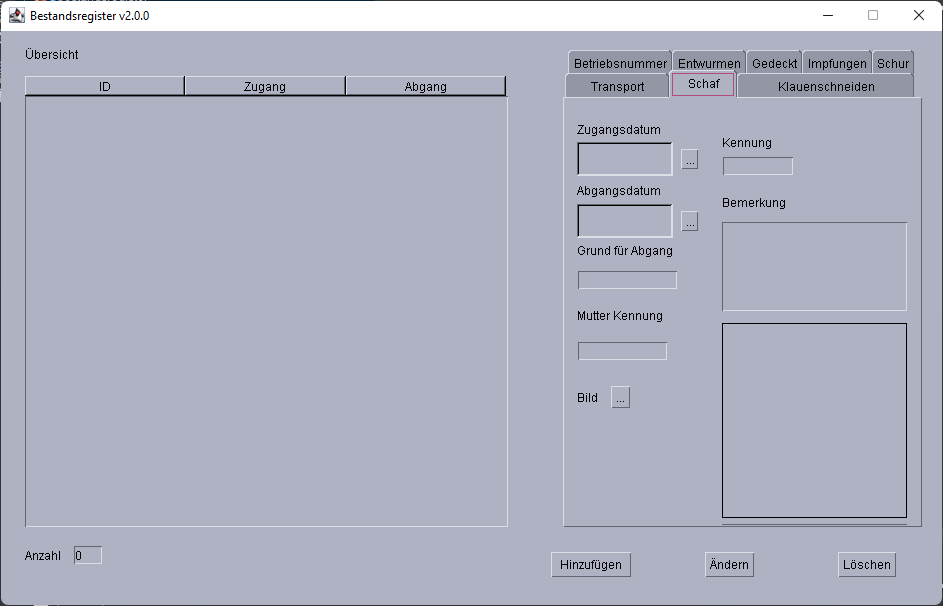 Bestandsregister v2.0.0
Übersicht
ID Zugang Abgang
Anzahl 0
Betriebsnummer Entwurmen Gedeckt Impfungen Schur
Transport Schaf Klauenschneiden
Zugangsdatum
...
Kennung
Abgangsdatum
...
Bemerkung
Grund für Abgang
Mutter Kennung
Bild ...
Hinzufügen Ändern Löschen